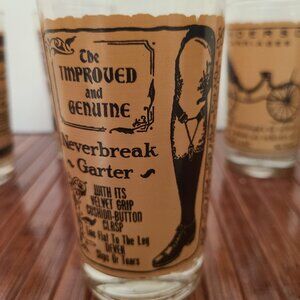 The
IMPROVED
and
GENUINE
Neverbreak
Garter
WITH ITS
VELVET GRIP
CUSHION-BUTTON
CLASP
Lies Flat To The Leg
NEVER
Slips Or Tears